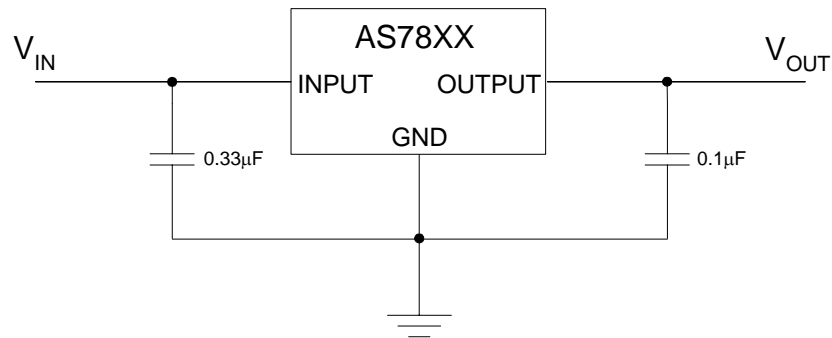 AS78XX
V_IN
V_OUT
INPUT
OUTPUT
GND
0.33μF
0.1μF